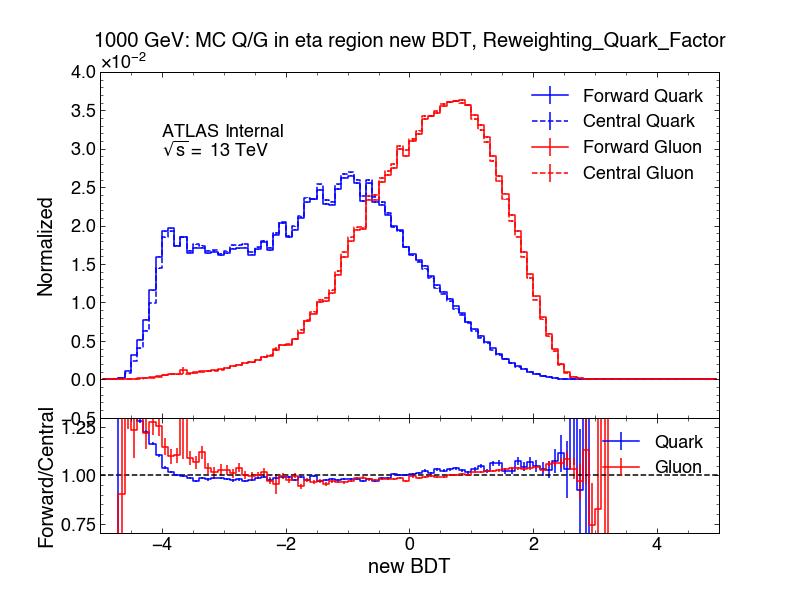 1000 GeV: MC Q/G in eta region new BDT, Reweighting_Quark_Factor
×10⁻²
4.0
3.5
3.0
2.5
2.0
1.5
1.0
0.5
0.0
−0.5
Normalized
ATLAS Internal
√s = 13 TeV
Forward Quark
Central Quark
Forward Gluon
Central Gluon
1.25
1.00
0.75
Forward/Central
Quark
Gluon
−4 −2 0 2 4
new BDT